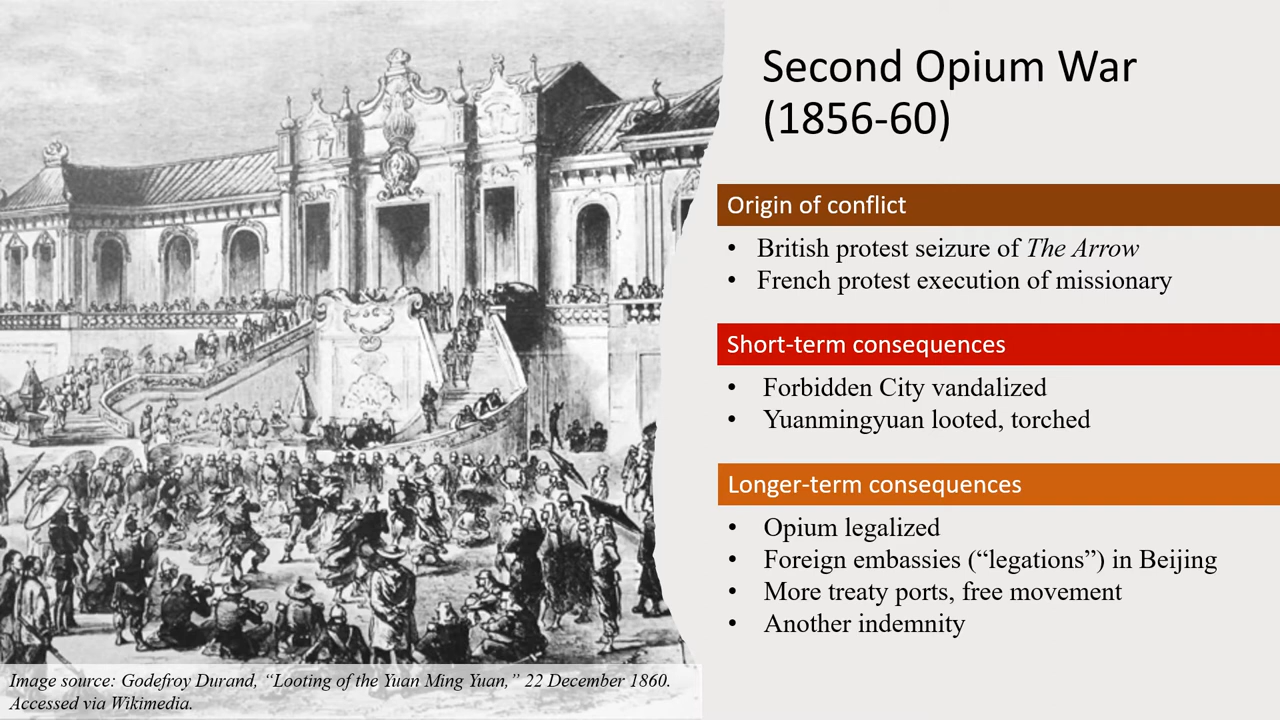 Second Opium War
(1856-60)
Origin of conflict
• British protest seizure of The Arrow
• French protest execution of missionary
Short-term consequences
• Forbidden City vandalized
• Yuanmingyuan looted, torched
Longer-term consequences
• Opium legalized
• Foreign embassies (“legations”) in Beijing
• More treaty ports, free movement
• Another indemnity
Image source: Godefroy Durand, “Looting of the Yuan Ming Yuan,” 22 December 1860.
Accessed via Wikimedia.